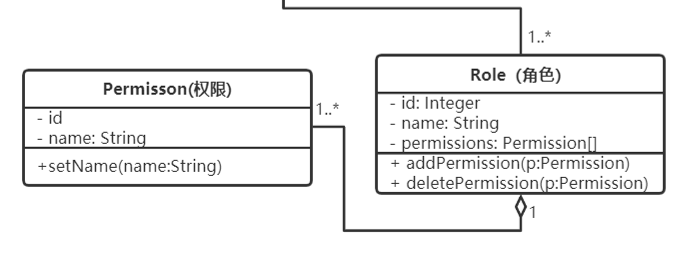 1..*
Permisson(权限)
- id
- name: String
+setName(name:String)
1..*
Role（角色）
- id: Integer
- name: String
- permissions: Permission[]
+ addPermission(p:Permission)
+ deletePermission(p:Permission)
1